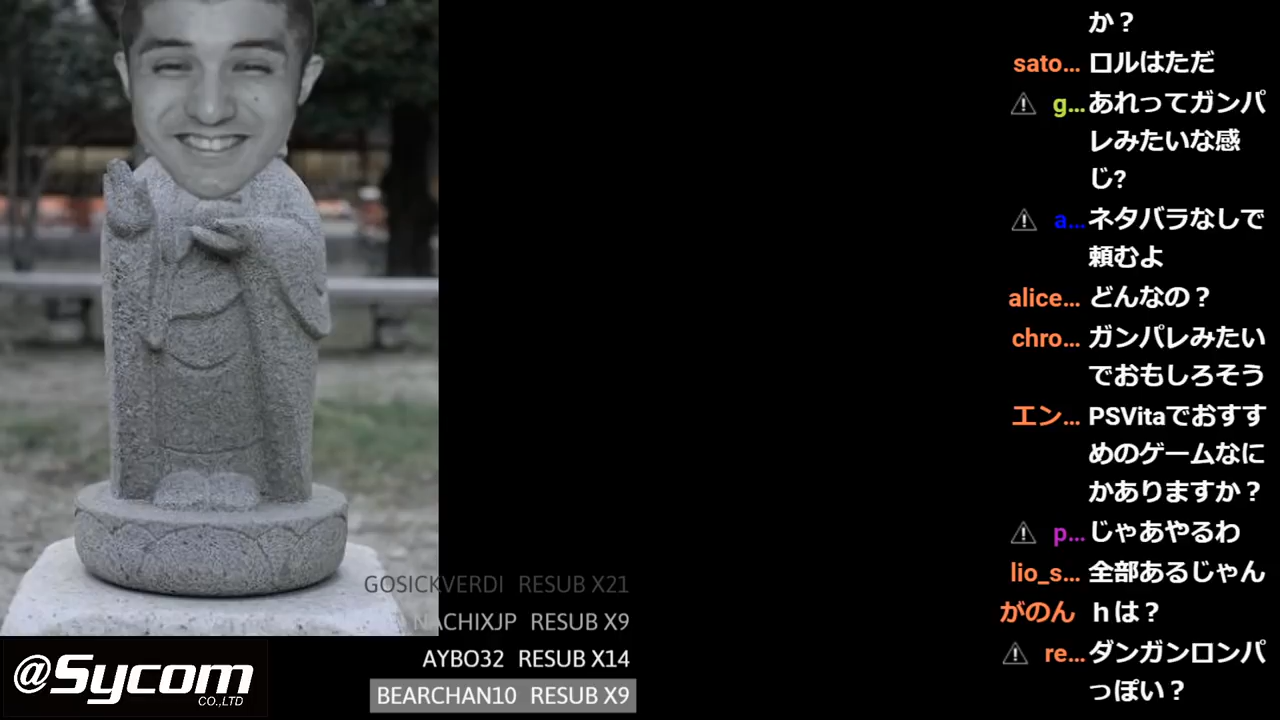 か？
sato... ロルはただ
g... あれってガンパ
レみたいな感
じ?
a... ネタバラなしで
頼むよ
alice... どんなの？
chro... ガンパレみたい
でおもしろそう
エン... PSVitaでおすす
めのゲームなに
かありますか？
p... じゃあやるわ
lio_s... 全部あるじゃん
がのん hは？
re... ダンガンロンパ
っぽい？
GOSICKVERDI RESUB X21
NACHIXJP RESUB X9
AYBO32 RESUB X14
BEARCHAN10 RESUB X9
@Sycom
CO.,LTD